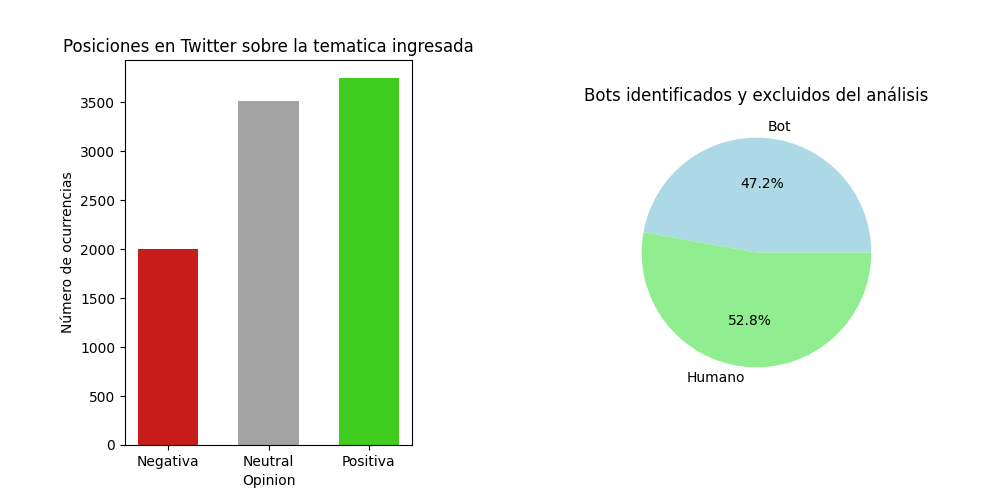 Posiciones en Twitter sobre la tematica ingresada
Número de ocurrencias
3500
3000
2500
2000
1500
1000
500
0
Negativa
Neutral
Positiva
Opinion
Bots identificados y excluidos del análisis
Bot
47.2%
52.8%
Humano